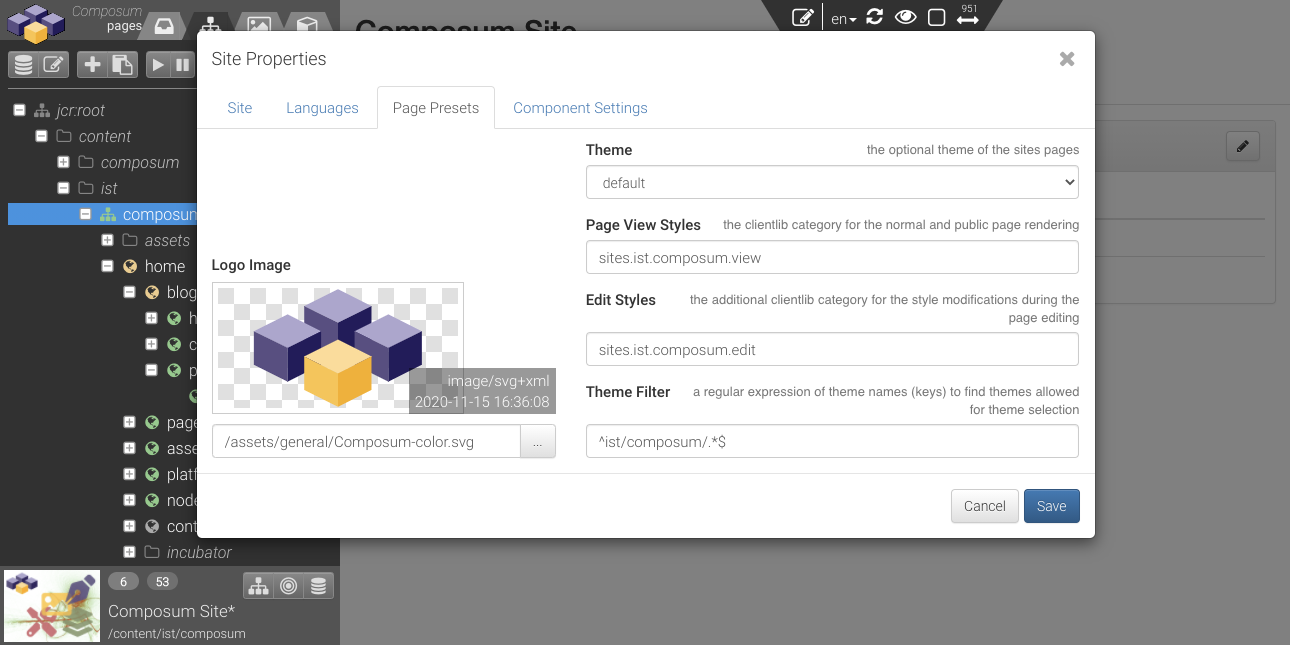 Composum
pages
Composum Site
en
951
Site Properties
Site
Languages
Page Presets
Component Settings
jcr:root
content
composum
ist
composum
assets
home
blog
h
c
p
page
asse
platf
node
cont
incubator
Logo Image
image/svg+xml
2020-11-15 16:36:08
/assets/general/Composum-color.svg
...
Theme
the optional theme of the sites pages
default
Page View Styles
the clientlib category for the normal and public page rendering
sites.ist.composum.view
Edit Styles
the additional clientlib category for the style modifications during the
page editing
sites.ist.composum.edit
Theme Filter
a regular expression of theme names (keys) to find themes allowed
for theme selection
^ist/composum/.*$
Cancel
Save
6
53
Composum Site*
/content/ist/composum